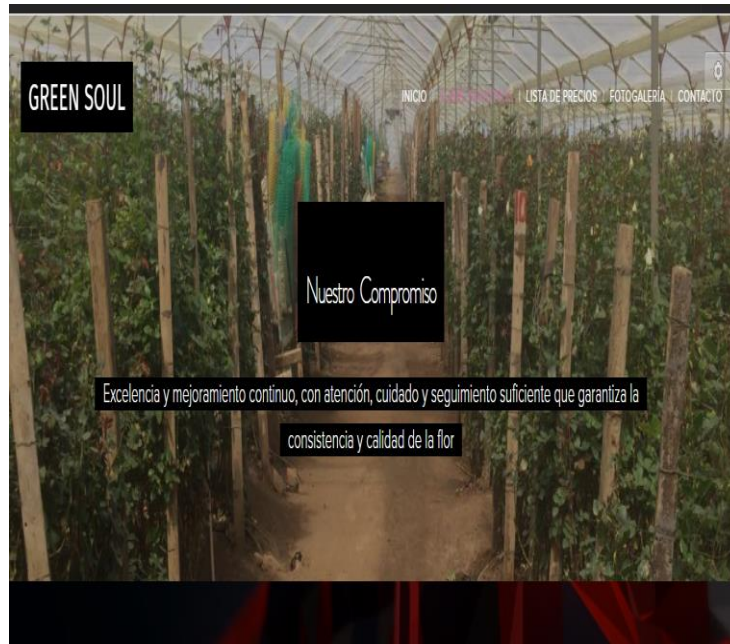 GREEN SOUL
INICIO | | LISTA DE PRECIOS | FOTOGALERÍA | CONTACTO
0
Nuestro Compromiso
Excelencia y mejoramiento continuo, con atención, cuidado y seguimiento suficiente que garantiza la
consistencia y calidad de la flor